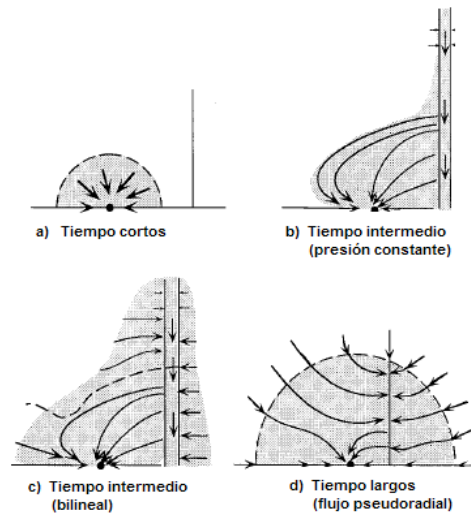 a) Tiempo cortos
b) Tiempo intermedio
(presión constante)
c) Tiempo intermedio
(bilineal)
d) Tiempo largos
(flujo pseudoradial)